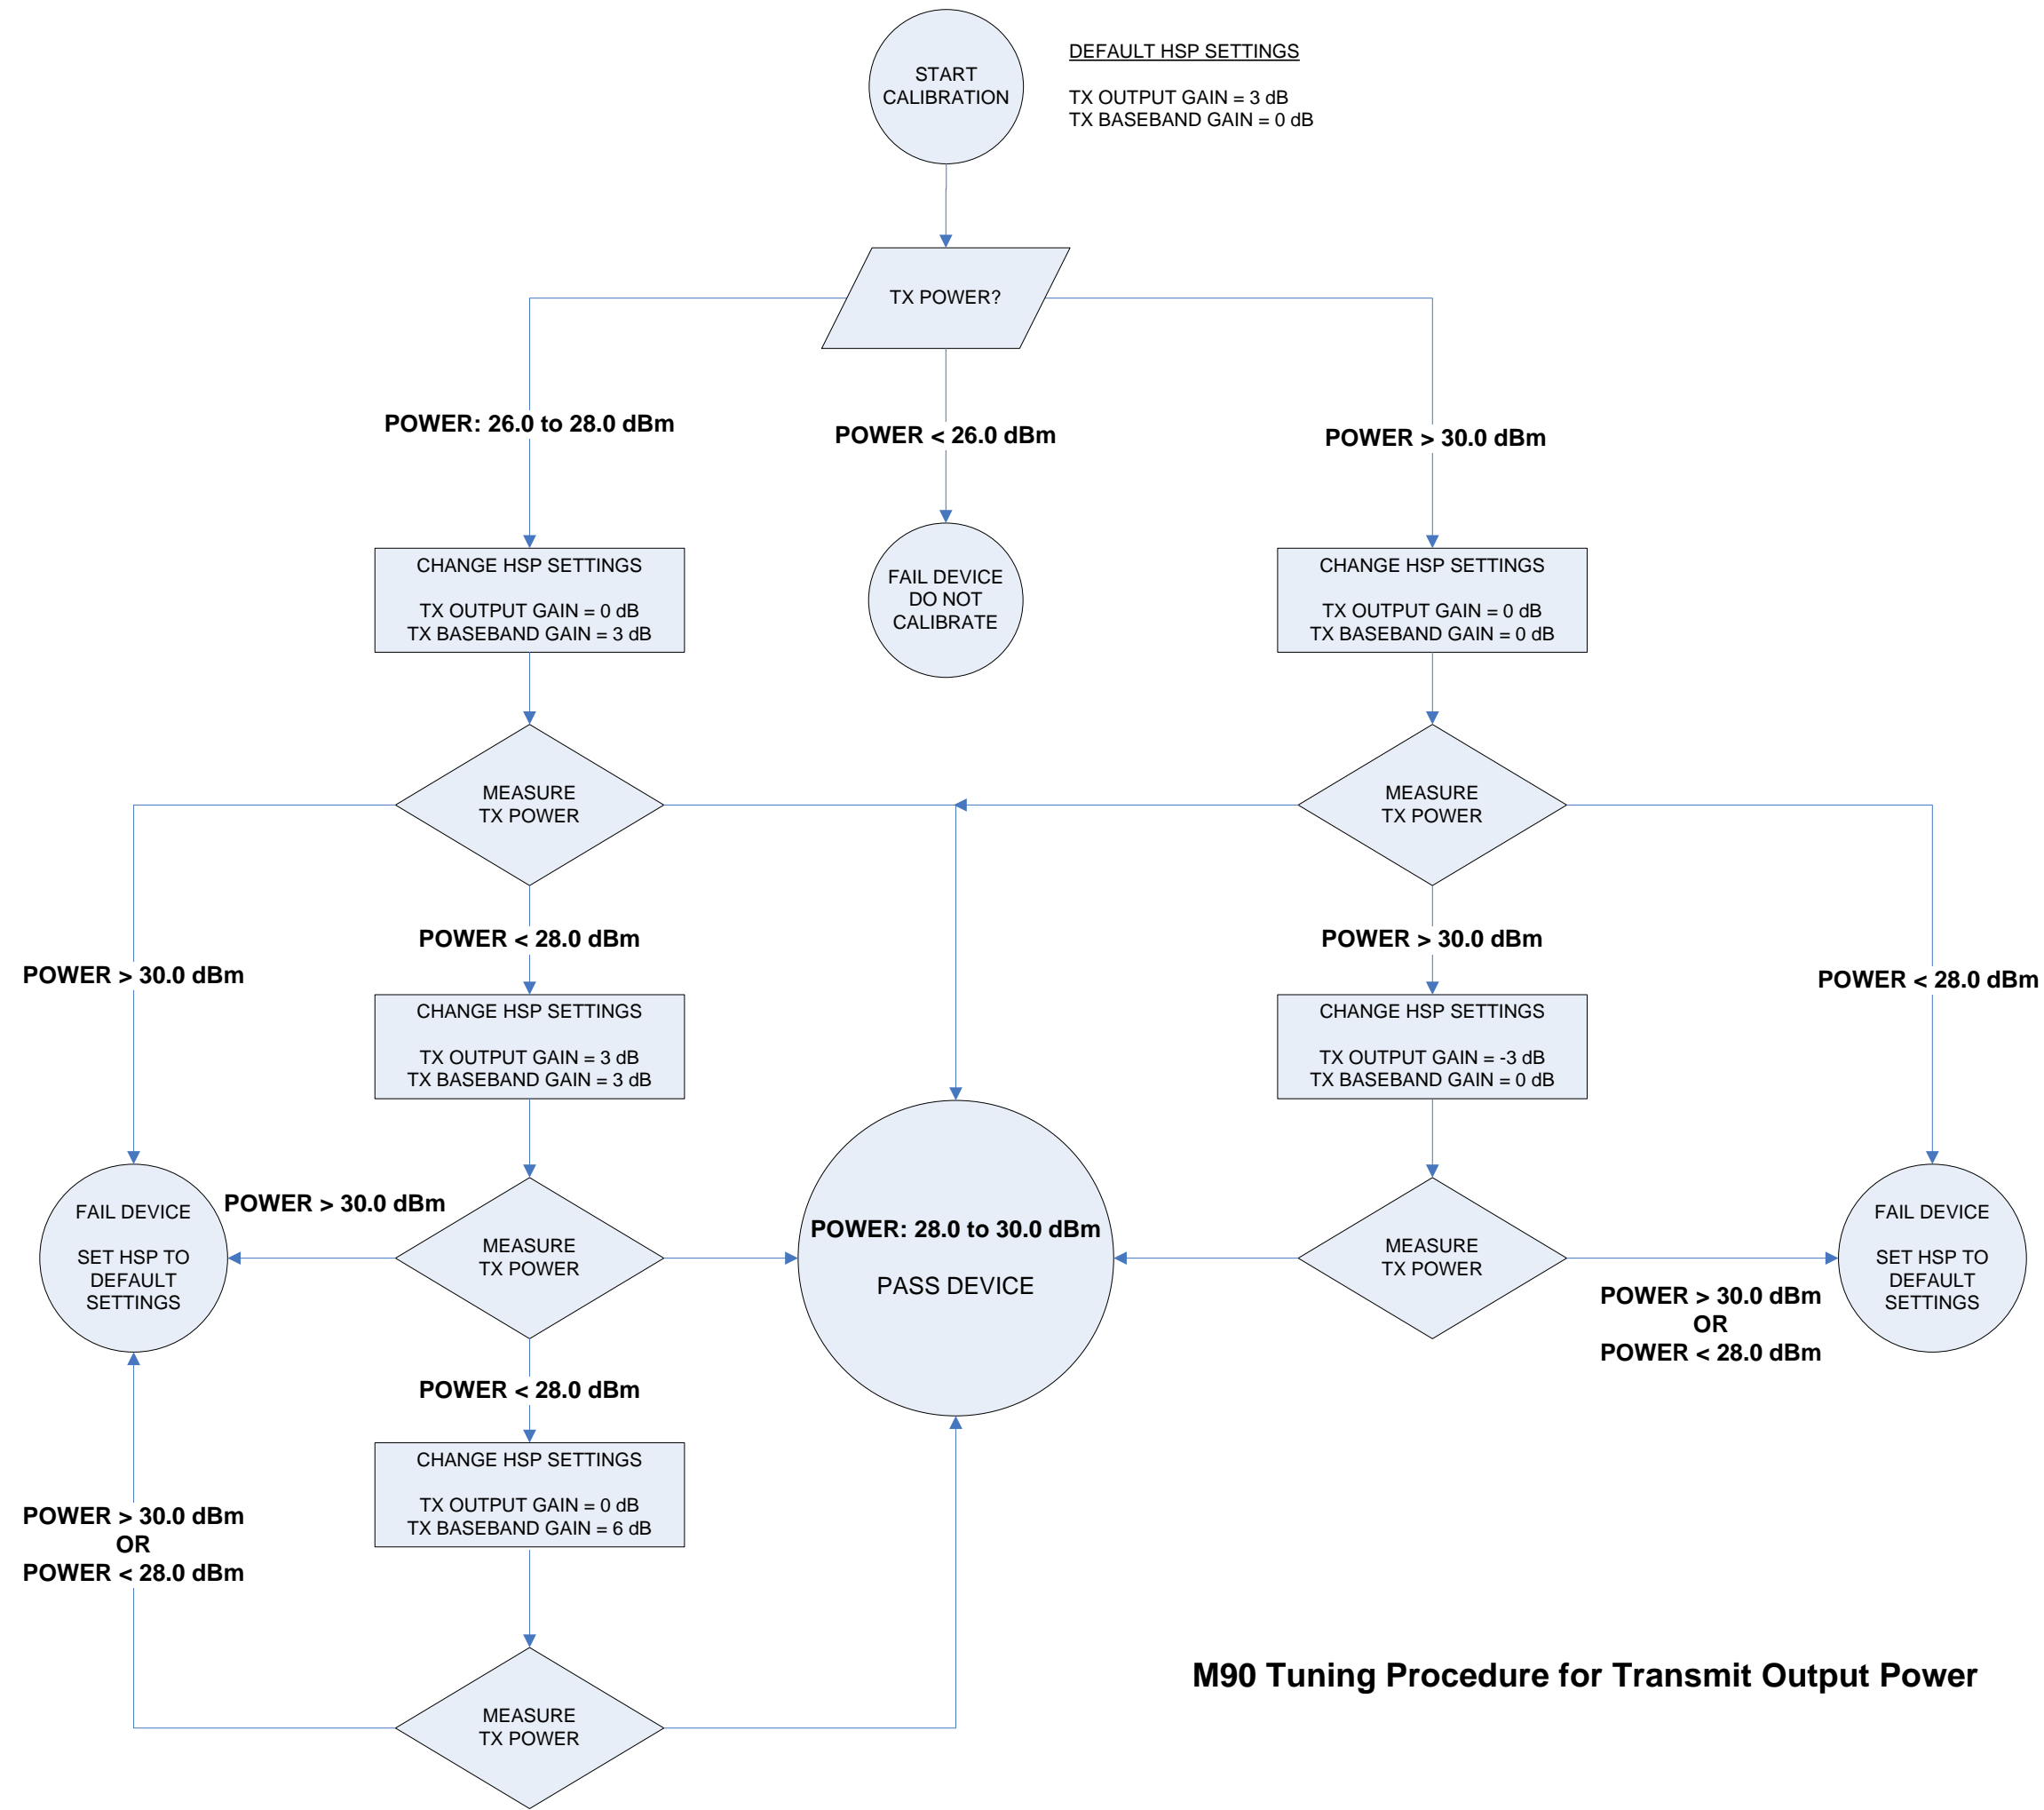 START
CALIBRATION
DEFAULT HSP SETTINGS
TX OUTPUT GAIN = 3 dB
TX BASEBAND GAIN = 0 dB
TX POWER?
POWER: 26.0 to 28.0 dBm
POWER < 26.0 dBm
POWER > 30.0 dBm
CHANGE HSP SETTINGS
TX OUTPUT GAIN = 0 dB
TX BASEBAND GAIN = 3 dB
FAIL DEVICE
DO NOT
CALIBRATE
CHANGE HSP SETTINGS
TX OUTPUT GAIN = 0 dB
TX BASEBAND GAIN = 0 dB
MEASURE
TX POWER
MEASURE
TX POWER
POWER < 28.0 dBm
POWER > 30.0 dBm
POWER > 30.0 dBm
POWER < 28.0 dBm
CHANGE HSP SETTINGS
TX OUTPUT GAIN = 3 dB
TX BASEBAND GAIN = 3 dB
CHANGE HSP SETTINGS
TX OUTPUT GAIN = -3 dB
TX BASEBAND GAIN = 0 dB
FAIL DEVICE
SET HSP TO
DEFAULT
SETTINGS
POWER > 30.0 dBm
MEASURE
TX POWER
POWER: 28.0 to 30.0 dBm
PASS DEVICE
MEASURE
TX POWER
POWER > 30.0 dBm
OR
POWER < 28.0 dBm
FAIL DEVICE
SET HSP TO
DEFAULT
SETTINGS
POWER < 28.0 dBm
CHANGE HSP SETTINGS
TX OUTPUT GAIN = 0 dB
TX BASEBAND GAIN = 6 dB
POWER > 30.0 dBm
OR
POWER < 28.0 dBm
MEASURE
TX POWER
M90 Tuning Procedure for Transmit Output Power